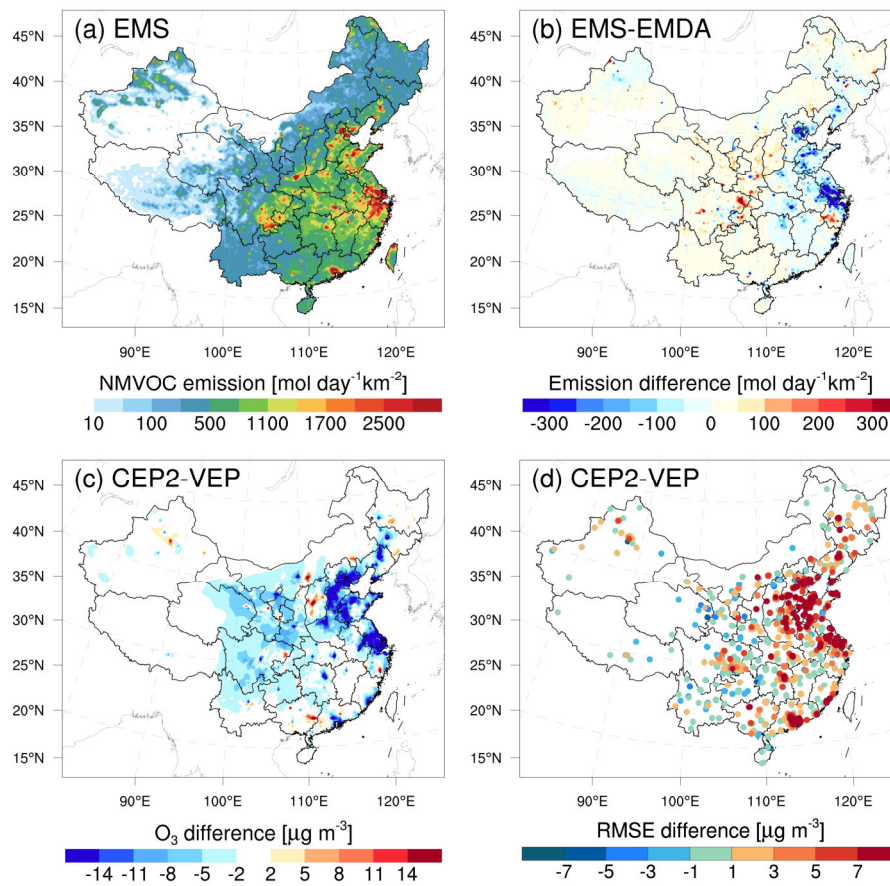 (a) EMS
(b) EMS-EMDA
45°N
40°N
35°N
30°N
25°N
20°N
15°N
90°E 100°E 110°E 120°E
NMVOC emission [mol day⁻¹km⁻²]
10 100 500 1100 1700 2500
45°N
40°N
35°N
30°N
25°N
20°N
15°N
90°E 100°E 110°E 120°E
Emission difference [mol day⁻¹km⁻²]
-300 -200 -100 0 100 200 300
(c) CEP2-VEP
(d) CEP2-VEP
45°N
40°N
35°N
30°N
25°N
20°N
15°N
90°E 100°E 110°E 120°E
O₃ difference [µg m⁻³]
-14 -11 -8 -5 -2 2 5 8 11 14
45°N
40°N
35°N
30°N
25°N
20°N
15°N
90°E 100°E 110°E 120°E
RMSE difference [µg m⁻³]
-7 -5 -3 -1 1 3 5 7